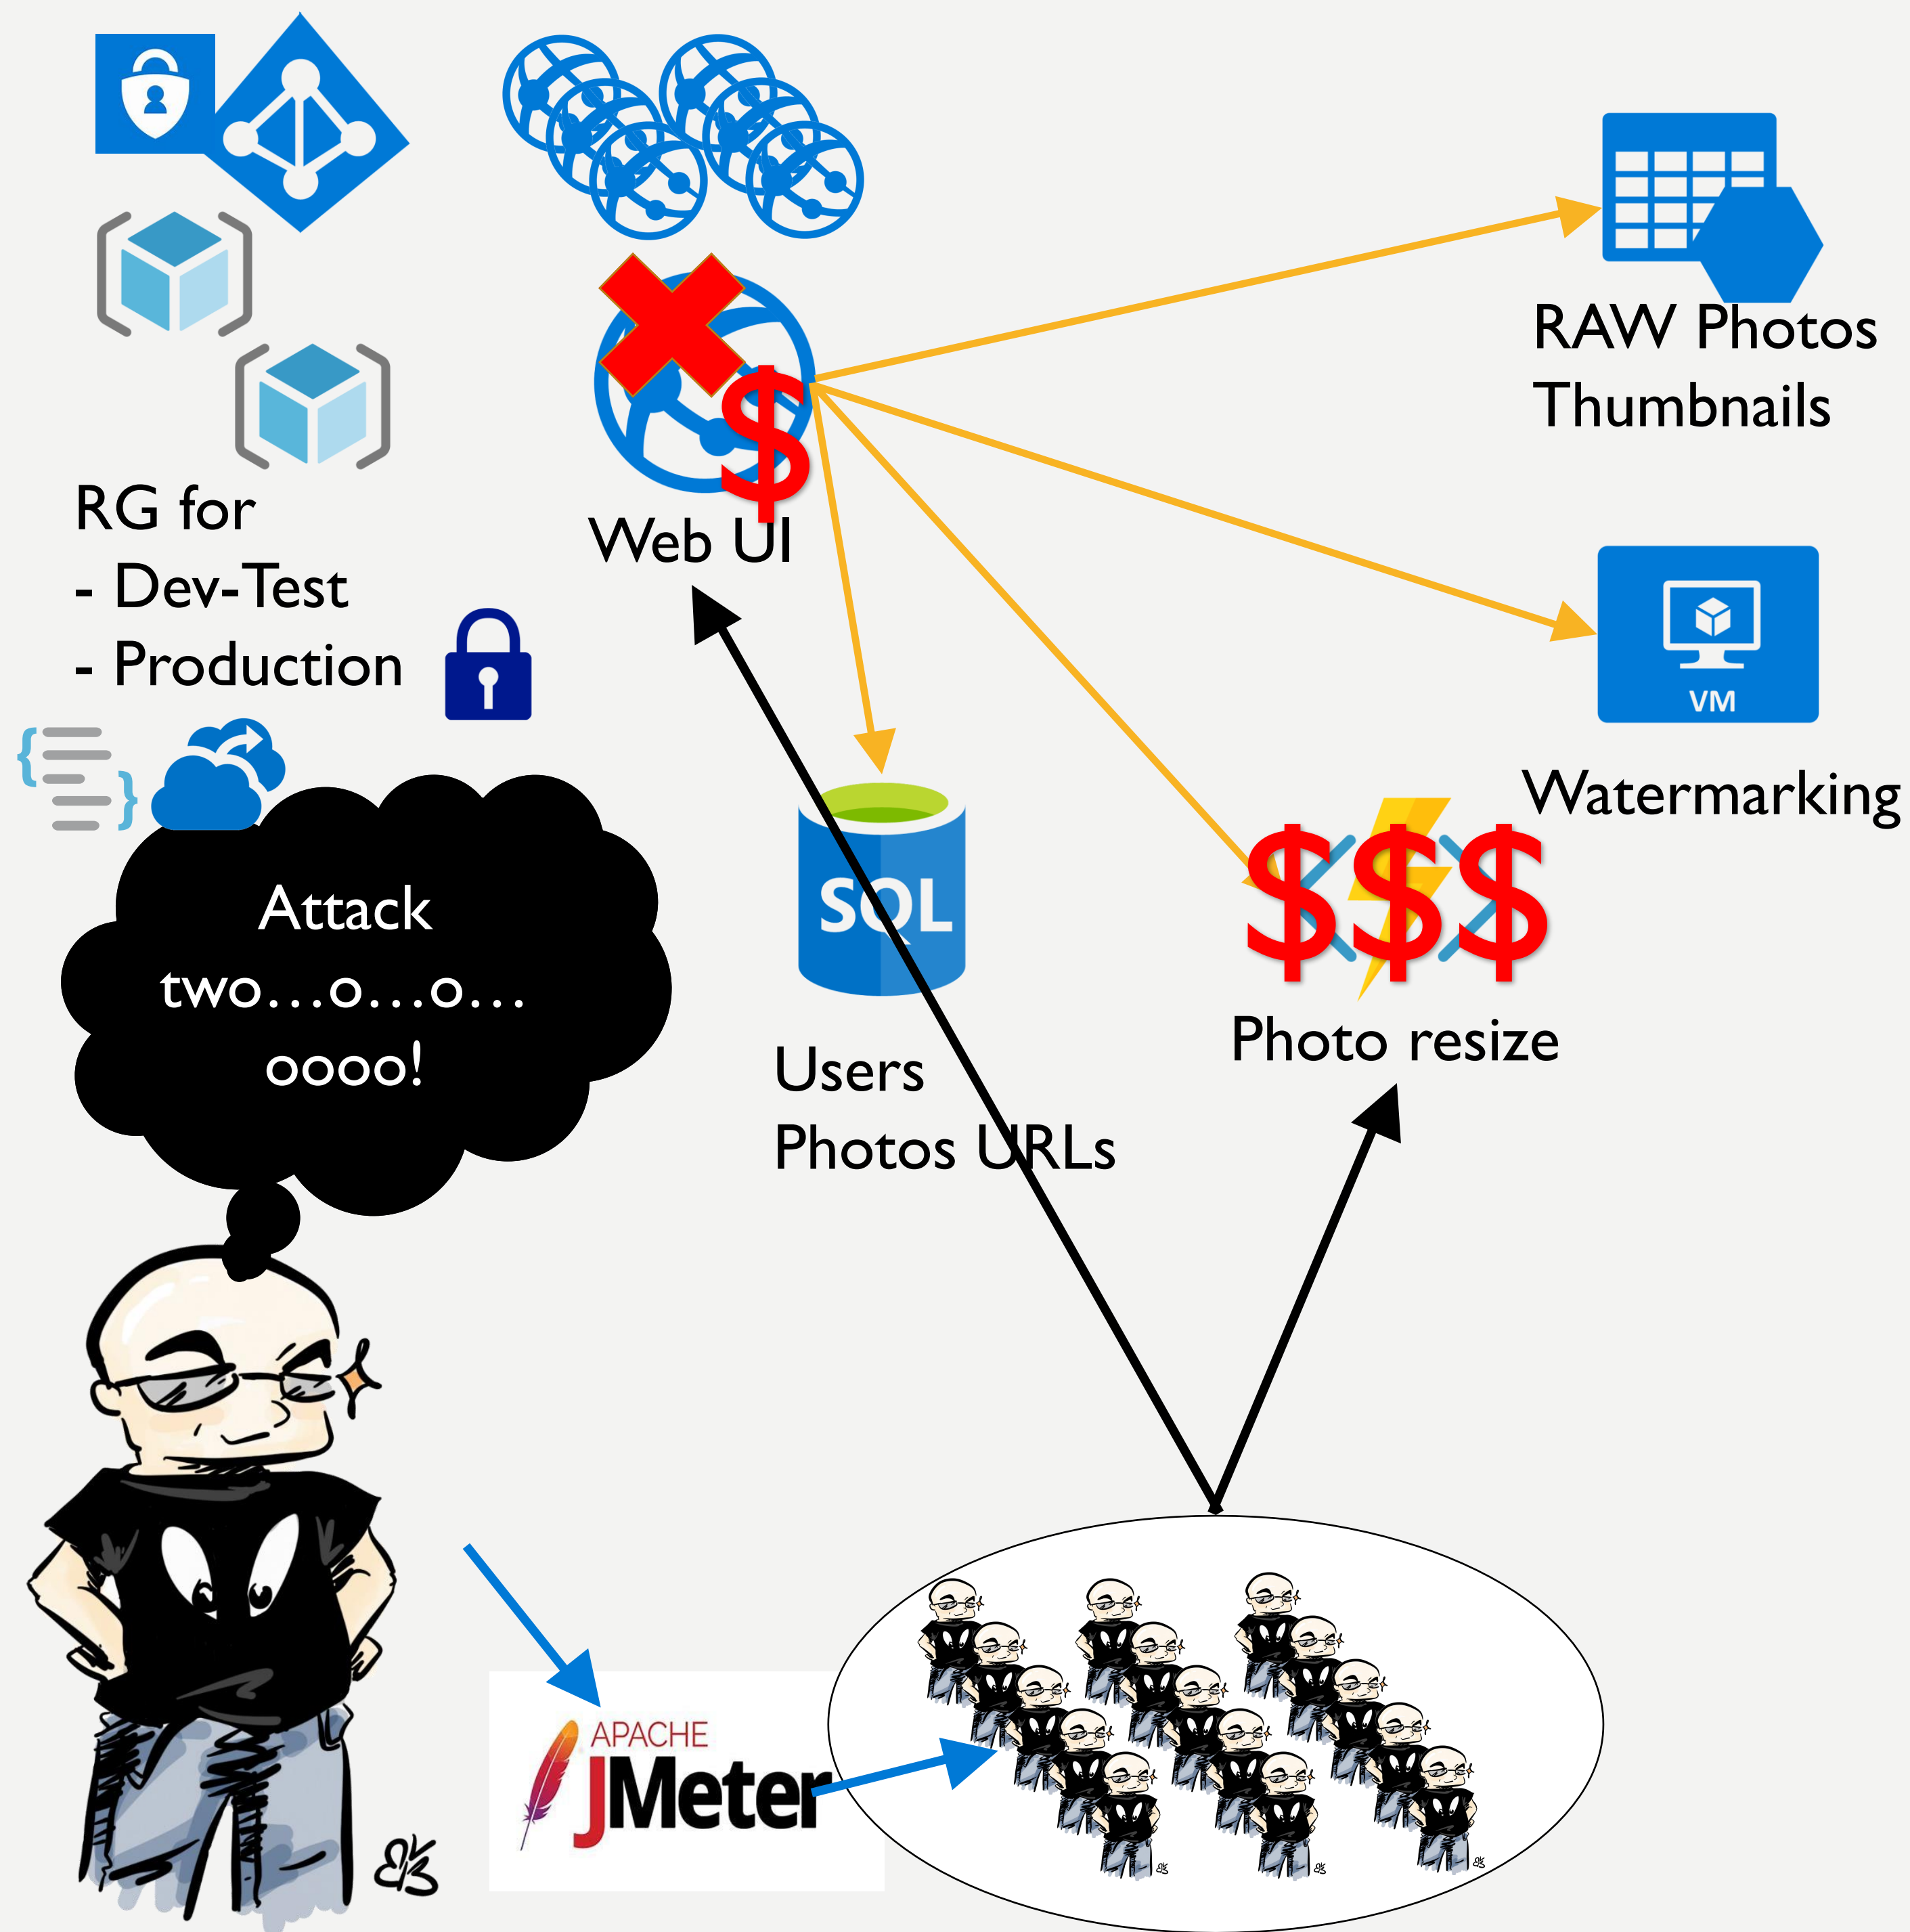 RAW Photos
Thumbnails
$
Web UI
RG for
- Dev-Test
- Production
VM
Watermarking
SQL
$$$
Photo resize
Users
Photos URLs
Attack
two...o...o...
oooo!
APACHE
JMeter